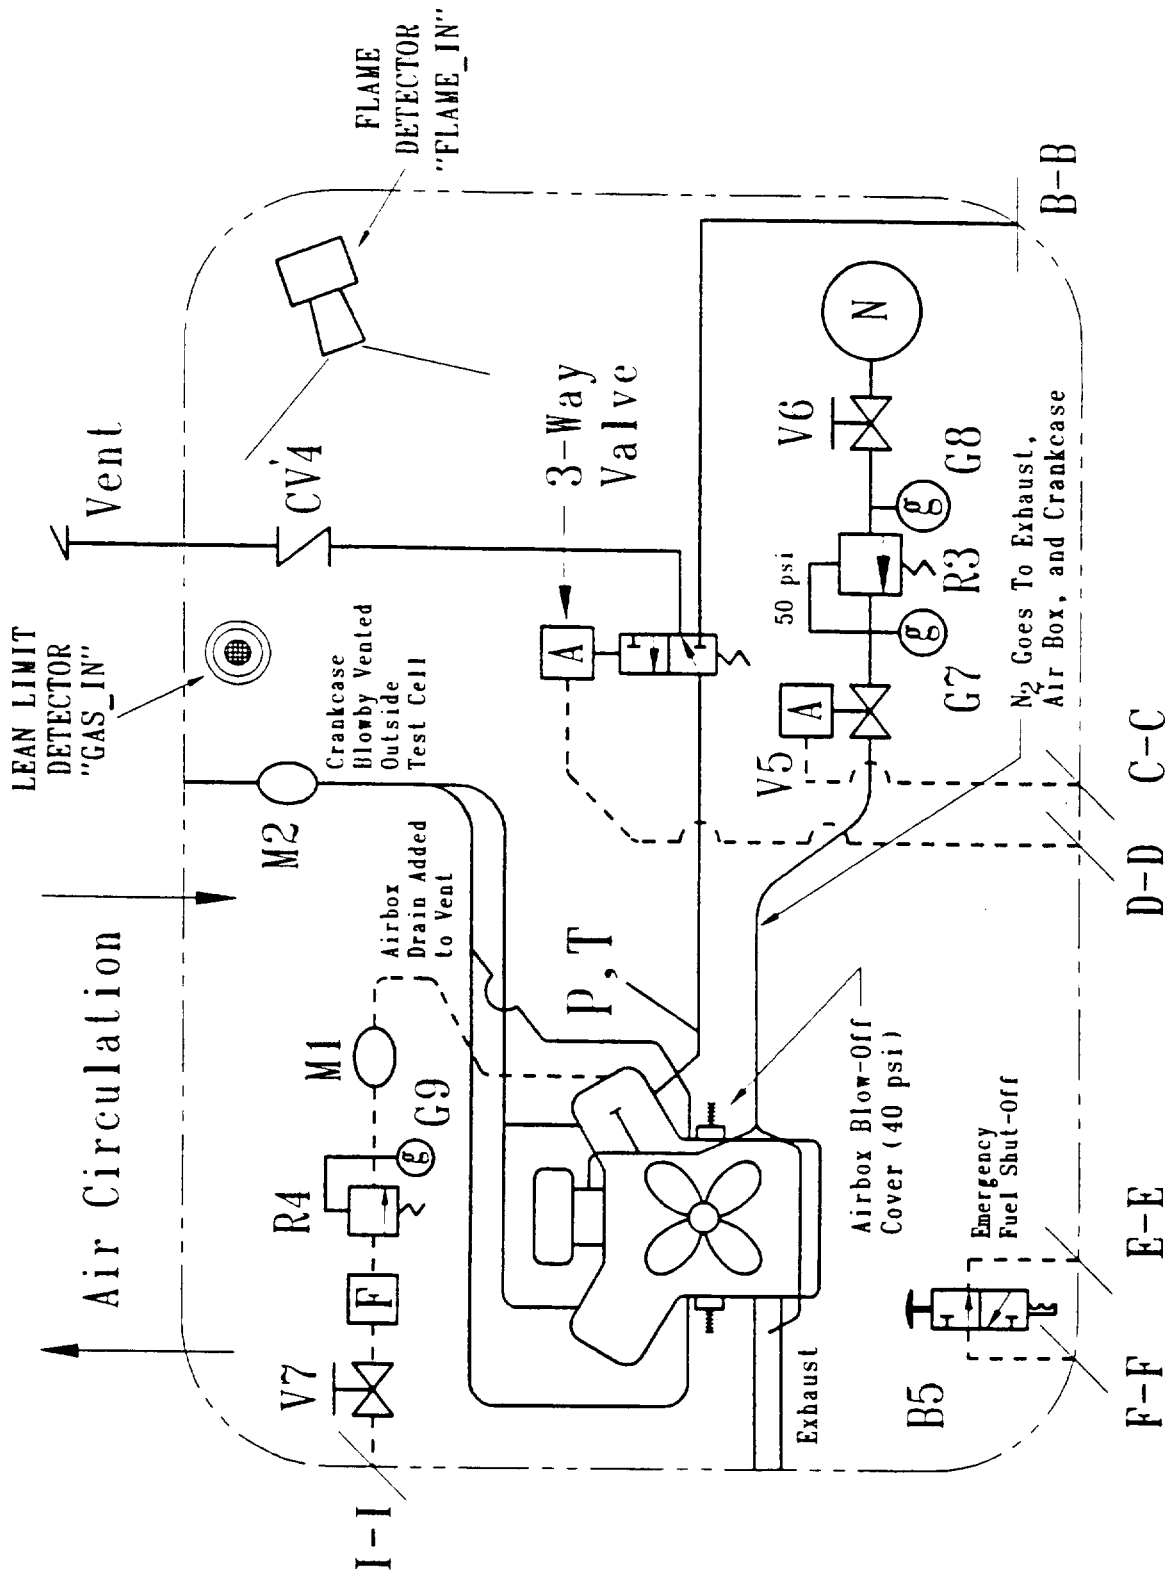 Air Circulation
LEAN LIMIT
DETECTOR
"GAS_IN"
Vent
FLAME
DETECTOR
"FLAME_IN"
I-I
V7
F
R4
g
G9
M1
Airbox
Drain Added
to Vent
M2
Crankcase
Blowby Vented
Outside
Test Cell
CV4
3-Way
Valve
A
P, T
B-B
Exhaust
Airbox Blow-Off
Cover (40 psi)
V5
A
G7
g
50 psi
R3
g
G8
V6
N
N2 Goes To Exhaust,
Air Box, and Crankcase
B5
Emergency
Fuel Shut-Off
F-F
E-E
D-D
C-C